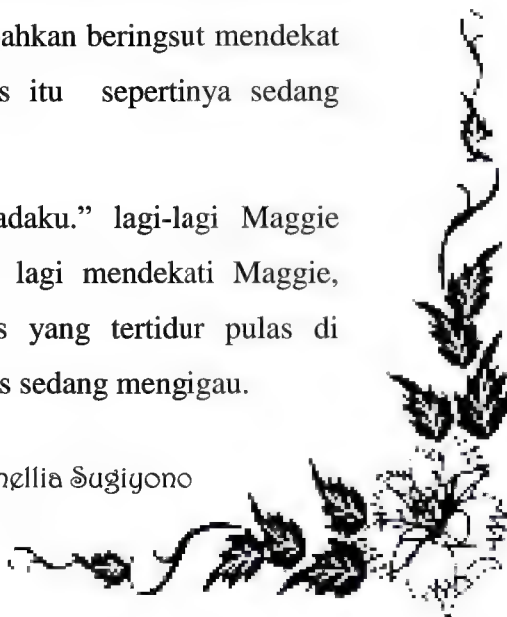 ahkan beringsut mendekat
s itu sepertinya sedang
adaku.” lagi-lagi Maggie
lagi mendekati Maggie,
s yang tertidur pulas di
s sedang mengigau.
nellia Sugiyono